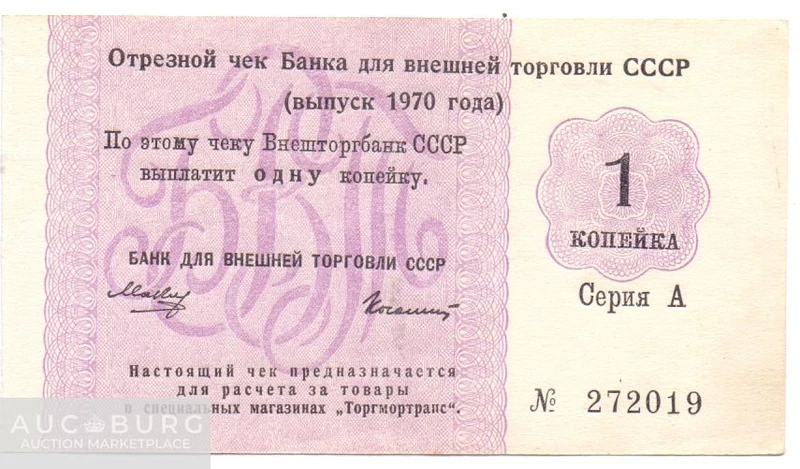 Отрезной чек Банка для внешней торговли СССР
(выпуск 1970 года)
По этому чеку Внешторгбанк СССР
выплатит одну копейку.
1
КОПЕЙКА
БАНК ДЛЯ ВНЕШНЕЙ ТОРГОВЛИ СССР
Серия А
Настоящий чек предназначается
для расчета за товары
в специальных магазинах „Торгмортранс“.
№ 272019
AUC BURG
AUCTION MARKETPLACE